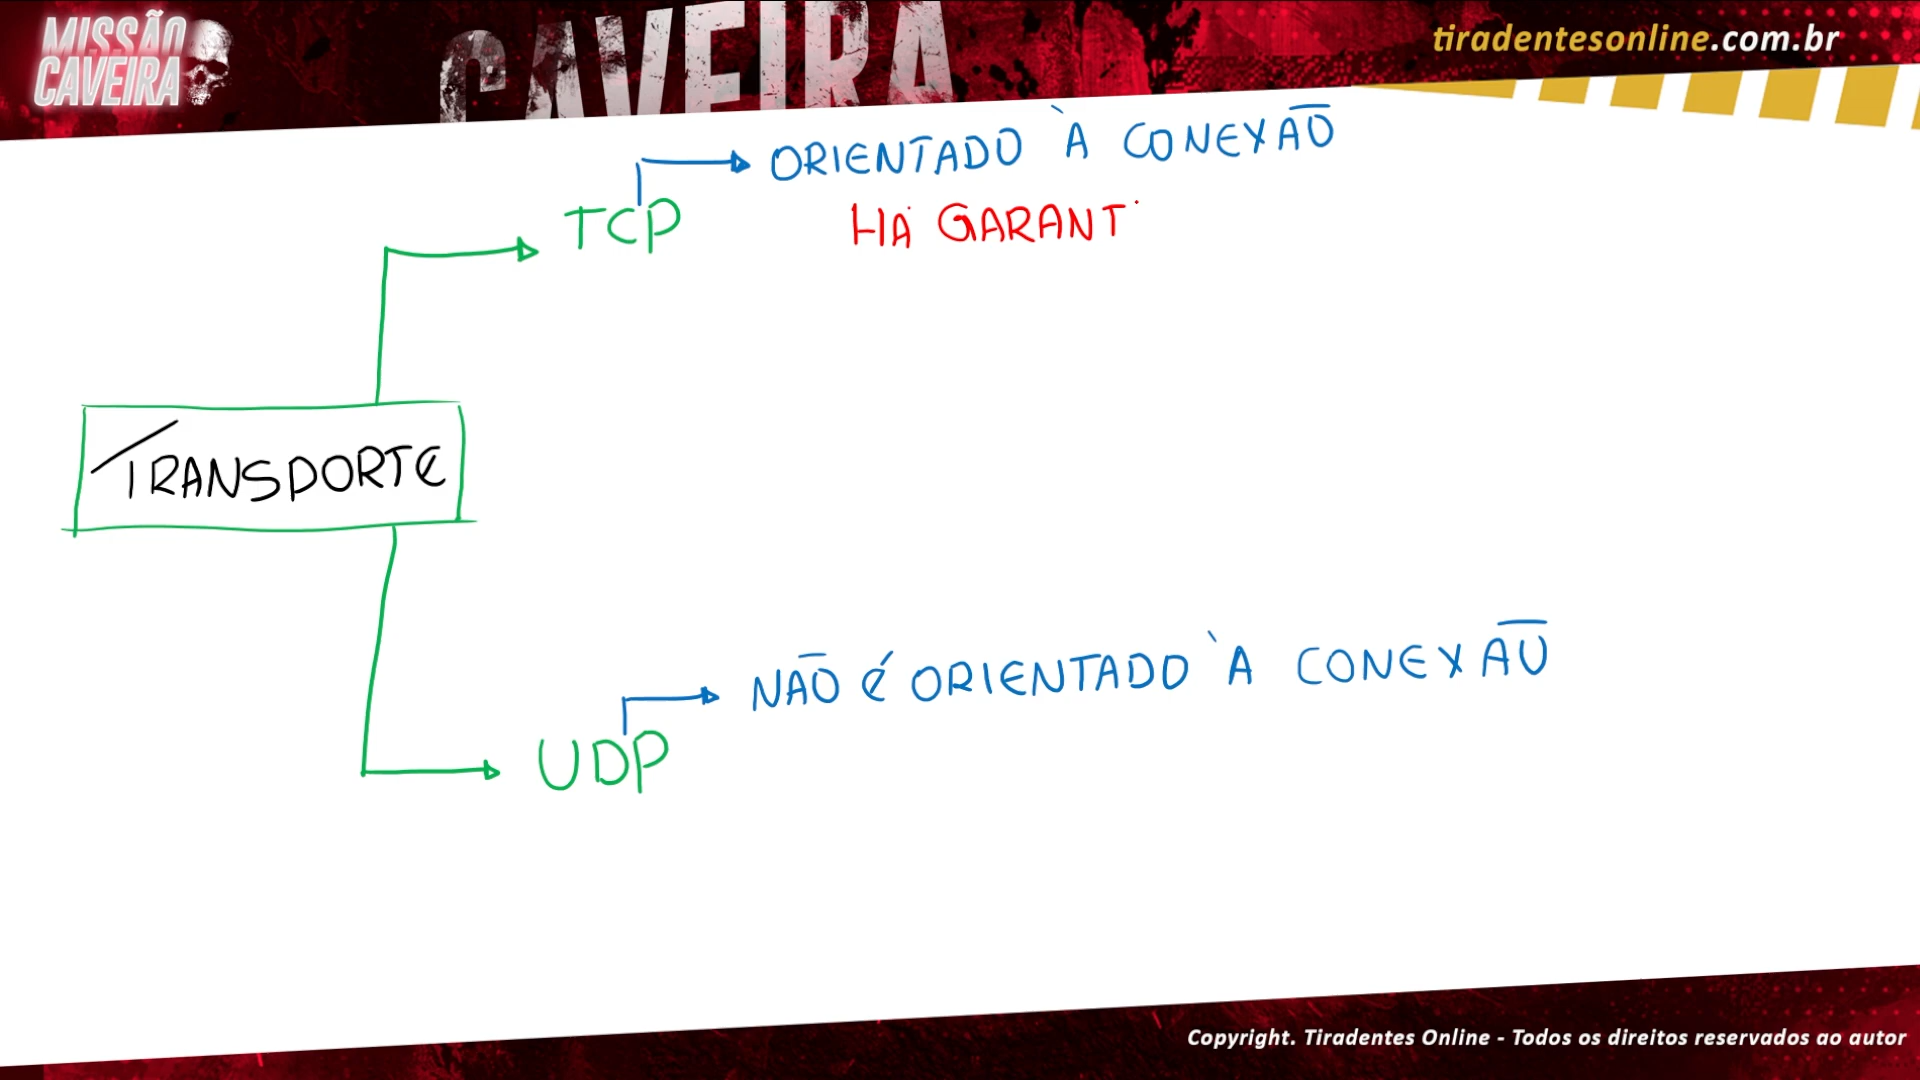 MISSÃO
CAVEIRA
CAVEIRA
tiradentesonline.com.br
ORIENTADO À CONEXÃO
TCP
HÁ GARANT
TRANSPORTE
NÃO É ORIENTADO À CONEXÃO
UDP
Copyright. Tiradentes Online - Todos os direitos reservados ao autor